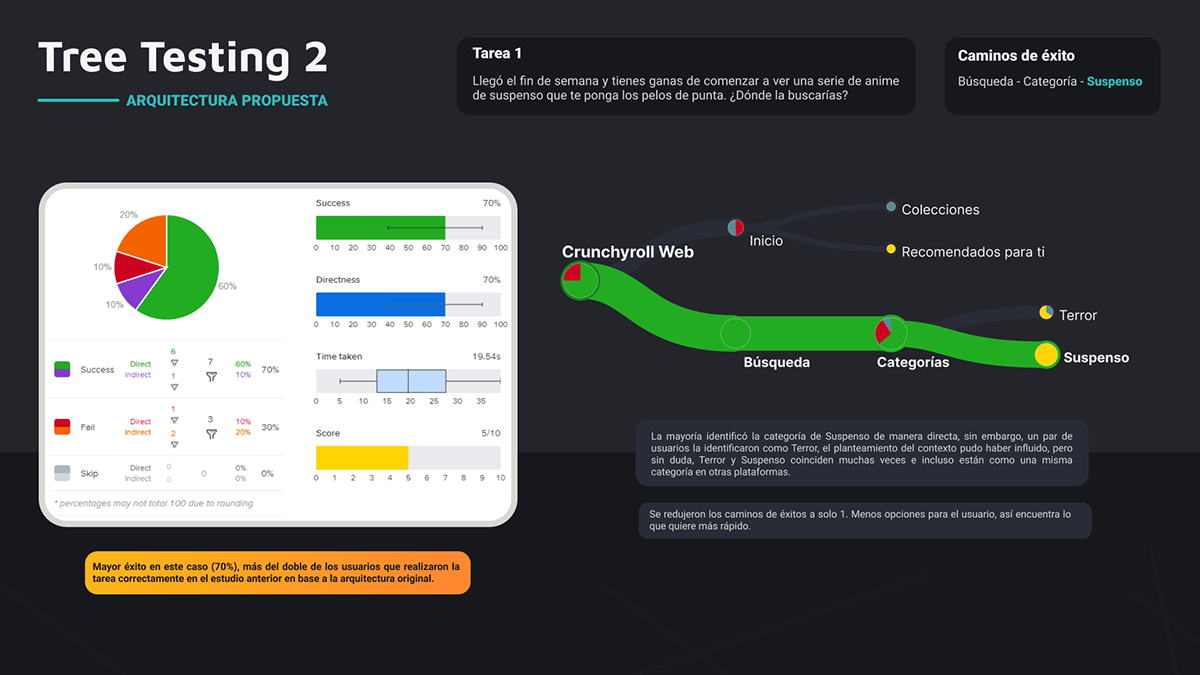 Tree Testing 2
ARQUITECTURA PROPUESTA
Tarea 1
Llegó el fin de semana y tienes ganas de comenzar a ver una serie de anime
de suspenso que te ponga los pelos de punta. ¿Dónde la buscarías?
Caminos de éxito
Búsqueda - Categoría - Suspenso
20%
10%
10%
60%
Success Direct 6 7 60% 70%
Indirect 1 10%
Fail Direct 1 3 10% 30%
Indirect 2 20%
Skip Direct 0 0 0% 0%
Indirect 0 0%
* percentages may not total 100 due to rounding
Success 70%
0 10 20 30 40 50 60 70 80 90 100
Directness 70%
0 10 20 30 40 50 60 70 80 90 100
Time taken 19.54s
0 5 10 15 20 25 30 35
Score 5/10
0 1 2 3 4 5 6 7 8 9 10
Crunchyroll Web
Inicio
Colecciones
Recomendados para ti
Búsqueda
Categorías
Terror
Suspenso
La mayoría identificó la categoría de Suspenso de manera directa, sin embargo, un par de
usuarios la identificaron como Terror, el planteamiento del contexto pudo haber influido, pero
sin duda, Terror y Suspenso coinciden muchas veces e incluso están como una misma
categoría en otras plataformas.
Se redujeron los caminos de éxitos a solo 1. Menos opciones para el usuario, así encuentra lo
que quiere más rápido.
Mayor éxito en este caso (70%), más del doble de los usuarios que realizaron la
tarea correctamente en el estudio anterior en base a la arquitectura original.